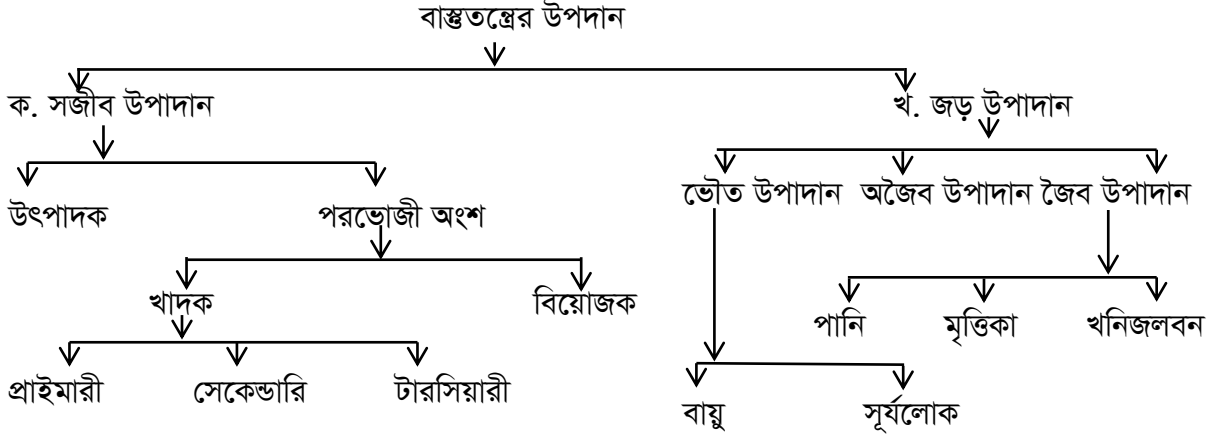 বাস্তুতন্ত্রের উপদান
ক. সজীব উপাদান
খ. জড় উপাদান
ভৌত উপাদান অজৈব উপাদান জৈব উপাদান
উৎপাদক
পরভোজী অংশ
খাদক
বিয়োজক
পানি
মৃত্তিকা
খনিজলবন
প্রাইমারী
সেকেন্ডারি
টারসিয়ারী
বায়ু
সূর্যলোক